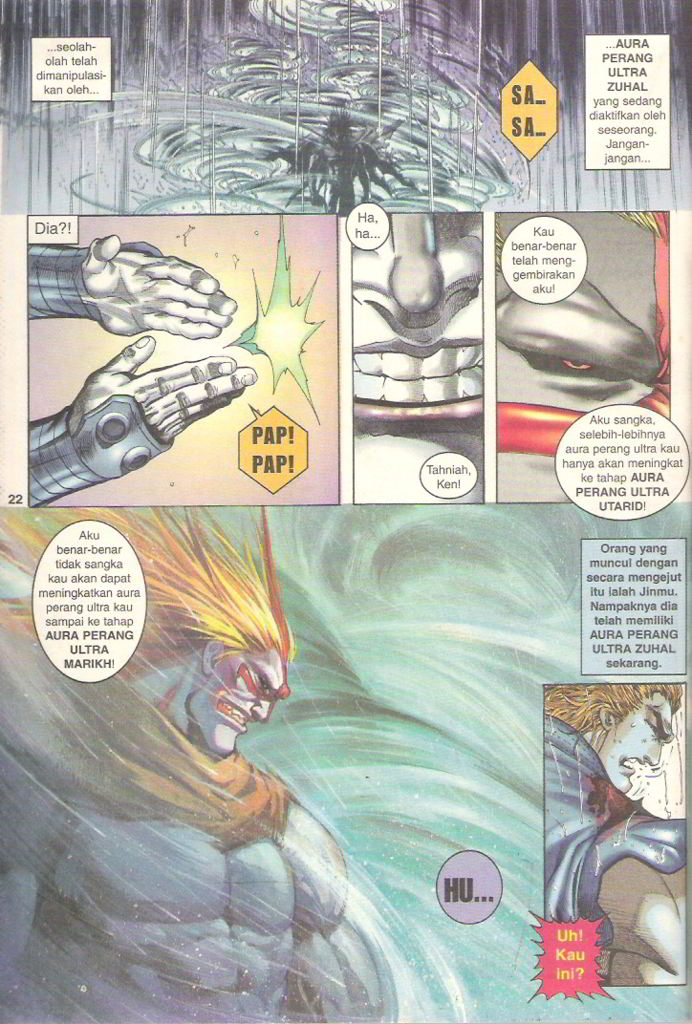 ...seolah-
olah telah
dimanipulasi-
kan oleh...
SA...
SA...
...AURA
PERANG
ULTRA
ZUHAL
yang sedang
diaktifkan oleh
seseorang.
Jangan-
jangan...
Dia?!
PAP!
PAP!
Ha,
ha...
Tahniah,
Ken!
Kau
benar-benar
telah meng-
gembirakan
aku!
Aku sangka,
selebih-lebihnya
aura perang ultra kau
hanya akan meningkat
ke tahap AURA
PERANG ULTRA
UTARID!
22
Aku
benar-benar
tidak sangka
kau akan dapat
meningkatkan aura
perang ultra kau
sampai ke tahap
AURA PERANG
ULTRA
MARIKH!
Orang yang
muncul dengan
secara mengejut
itu ialah Jinmu.
Nampaknya dia
telah memiliki
AURA PERANG
ULTRA ZUHAL
sekarang.
HU...
Uh!
Kau
ini?